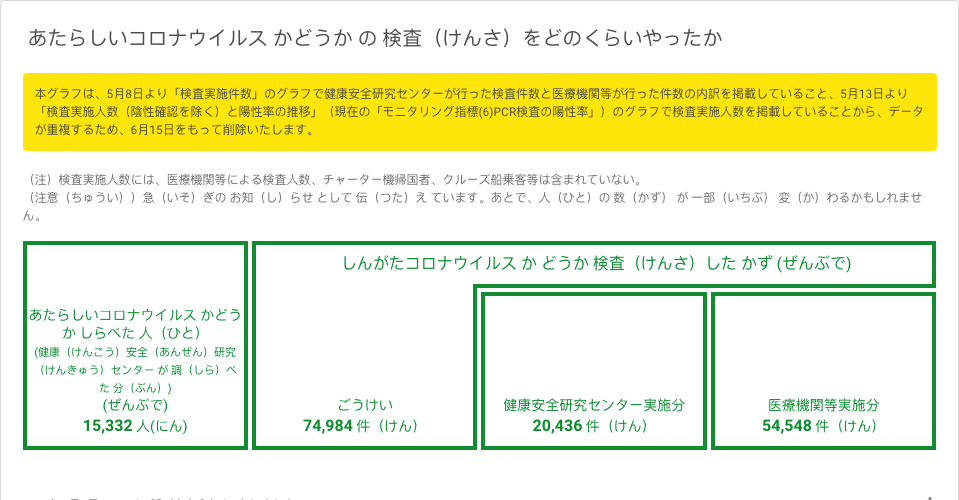 あたらしいコロナウイルス かどうか の 検査（けんさ）をどのくらいやったか
本グラフは、5月8日より「検査実施件数」のグラフで健康安全研究センターが行った検査件数と医療機関等が行った件数の内訳を掲載していること、5月13日より
「検査実施人数（陰性確認を除く）と陽性率の推移」（現在の「モニタリング指標(6)PCR検査の陽性率」）のグラフで検査実施人数を掲載していることから、データ
が重複するため、6月15日をもって削除いたします。
（注）検査実施人数には、医療機関等による検査人数、チャーター機帰国者、クルーズ船乗客等は含まれていない。
（注意（ちゅうい））急（いそ）ぎの お知（し）らせ として 伝（つた）え ています。あとで、人（ひと）の 数（かず） が 一部（いちぶ） 変（か）わるかもしれませ
ん。
あたらしいコロナウイルス かどう
か しらべた 人（ひと）
(健康（けんこう）安全（あんぜん）研究
（けんきゅう）センター が 調（しら）べ
た 分（ぶん）)
(ぜんぶで)
15,332 人(にん)
しんがたコロナウイルス か どうか 検査（けんさ）した かず (ぜんぶで)
ごうけい
74,984 件（けん）
健康安全研究センター実施分
20,436 件（けん）
医療機関等実施分
54,548 件（けん）